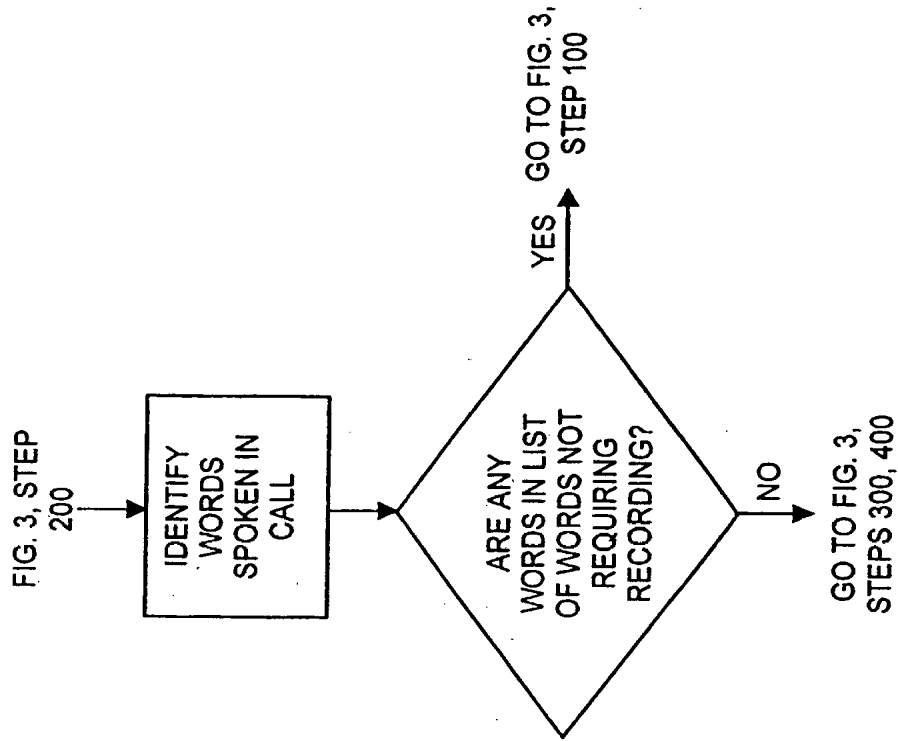 FIG. 3, STEP
200
IDENTIFY
WORDS
SPOKEN IN
CALL
ARE ANY
WORDS IN LIST
OF WORDS NOT
REQUIRING
RECORDING?
YES
GO TO FIG. 3,
STEP 100
NO
GO TO FIG. 3,
STEPS 300, 400